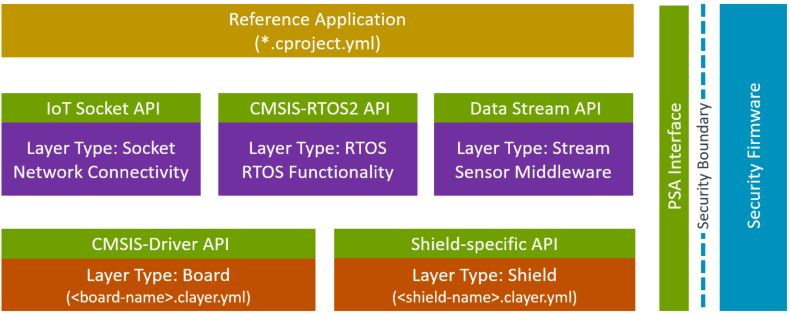 Reference Application
(*.cproject.yml)
IoT Socket API
Layer Type: Socket
Network Connectivity
CMSIS-RTOS2 API
Layer Type: RTOS
RTOS Functionality
Data Stream API
Layer Type: Stream
Sensor Middleware
CMSIS-Driver API
Layer Type: Board
(<board-name>.clayer.yml)
Shield-specific API
Layer Type: Shield
(<shield-name>.clayer.yml)
PSA Interface
Security Boundary
Security Firmware